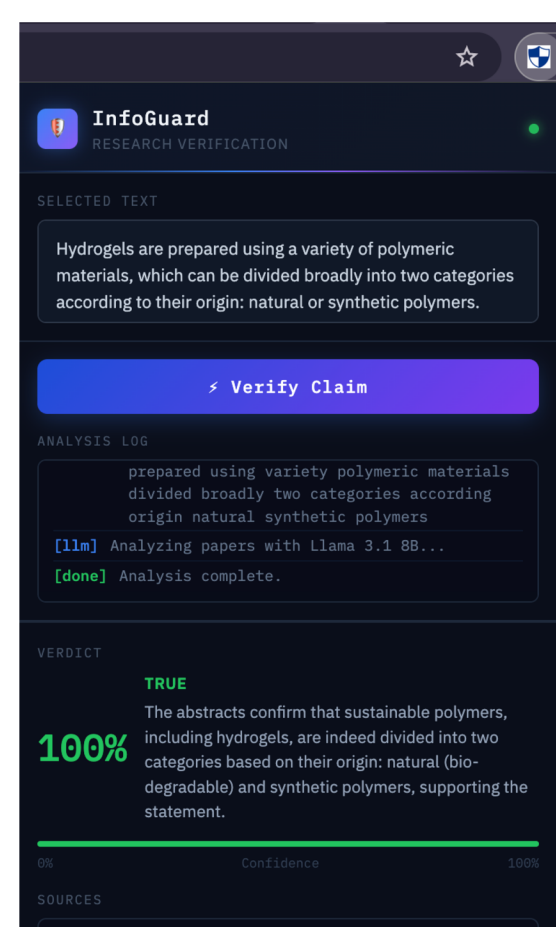 InfoGuard
RESEARCH VERIFICATION
SELECTED TEXT
Hydrogels are prepared using a variety of polymeric
materials, which can be divided broadly into two categories
according to their origin: natural or synthetic polymers.
⚡ Verify Claim
ANALYSIS LOG
prepared using variety polymeric materials
divided broadly two categories according
origin natural synthetic polymers
[llm] Analyzing papers with Llama 3.1 8B...
[done] Analysis complete.
VERDICT
TRUE
100%
The abstracts confirm that sustainable polymers,
including hydrogels, are indeed divided into two
categories based on their origin: natural (bio-
degradable) and synthetic polymers, supporting the
statement.
0% Confidence 100%
SOURCES